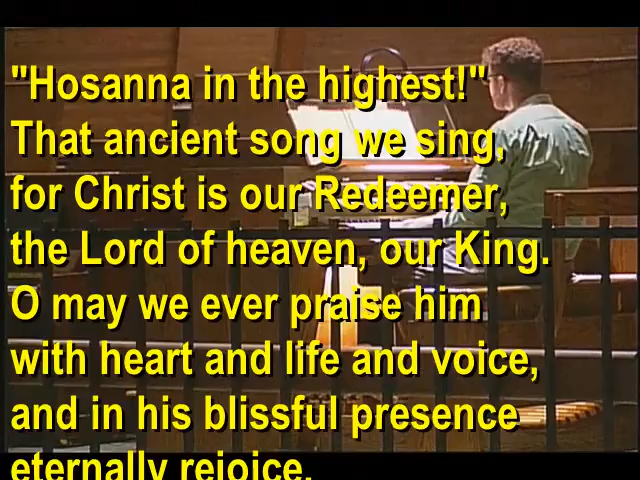 "Hosanna in the highest!"
That ancient song we sing,
for Christ is our Redeemer,
the Lord of heaven, our King.
O may we ever praise him
with heart and life and voice,
and in his blissful presence
eternally rejoice.